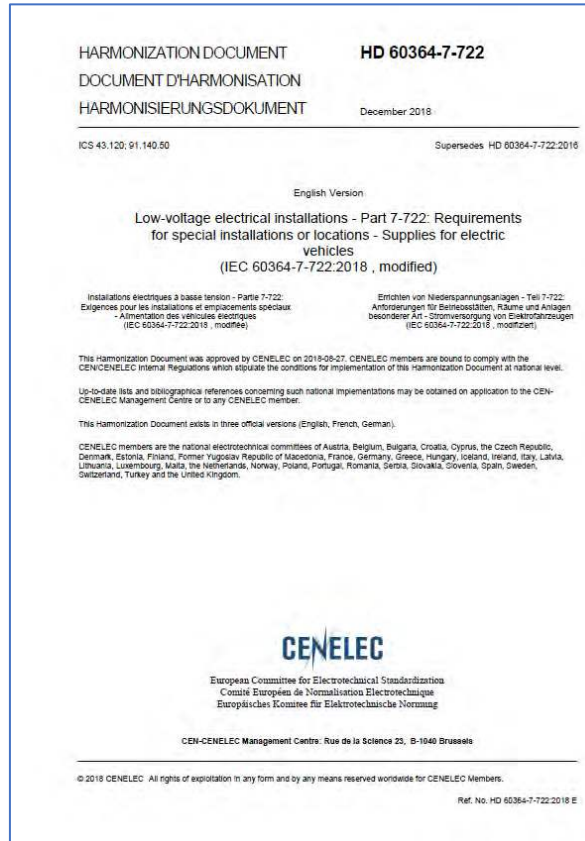 HARMONIZATION DOCUMENT
HD 60364-7-722
DOCUMENT D'HARMONISATION
HARMONISIERUNGSDOKUMENT
December 2018
ICS 43.120; 91.140.50
Supersedes HD 60364-7-722:2016
English Version
Low-voltage electrical installations - Part 7-722: Requirements
for special installations or locations - Supplies for electric
vehicles
(IEC 60364-7-722:2018 , modified)
Installations électriques à basse tension - Partie 7-722:
Exigences pour les installations et emplacements spéciaux
- Alimentation des véhicules électriques
(IEC 60364-7-722:2018 , modifiée)
Errichten von Niederspannungsanlagen - Teil 7-722:
Anforderungen für Betriebsstätten, Räume und Anlagen
besonderer Art - Stromversorgung von Elektrofahrzeugen
(IEC 60364-7-722:2018 , modifiziert)
This Harmonization Document was approved by CENELEC on 2018-08-27. CENELEC members are bound to comply with the
CEN/CENELEC Internal Regulations which stipulate the conditions for implementation of this Harmonization Document at national level.
Up-to-date lists and bibliographical references concerning such national implementations may be obtained on application to the CEN-
CENELEC Management Centre or to any CENELEC member.
This Harmonization Document exists in three official versions (English, French, German).
CENELEC members are the national electrotechnical committees of Austria, Belgium, Bulgaria, Croatia, Cyprus, the Czech Republic,
Denmark, Estonia, Finland, Former Yugoslav Republic of Macedonia, France, Germany, Greece, Hungary, Iceland, Ireland, Italy, Latvia,
Lithuania, Luxembourg, Malta, the Netherlands, Norway, Poland, Portugal, Romania, Serbia, Slovakia, Slovenia, Spain, Sweden,
Switzerland, Turkey and the United Kingdom.
CENELEC
European Committee for Electrotechnical Standardization
Comité Européen de Normalisation Electrotechnique
Europäisches Komitee für Elektrotechnische Normung
CEN-CENELEC Management Centre: Rue de la Science 23, B-1040 Brussels
© 2018 CENELEC All rights of exploitation in any form and by any means reserved worldwide for CENELEC Members.
Ref. No. HD 60364-7-722:2018 E